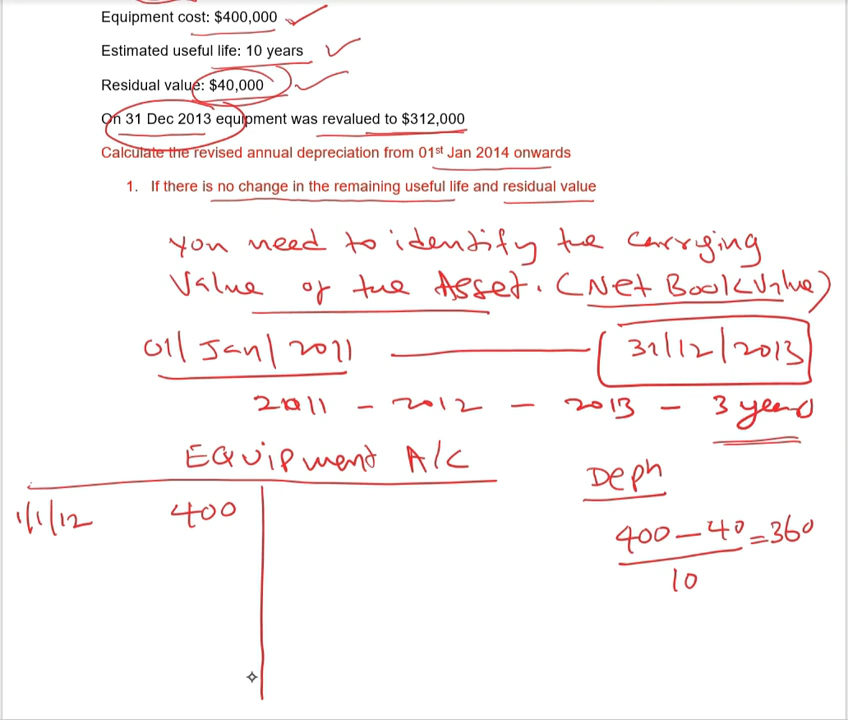 Equipment cost: $400,000
Estimated useful life: 10 years
Residual value: $40,000
On 31 Dec 2013 equipment was revalued to $312,000
Calculate the revised annual depreciation from 01st Jan 2014 onwards
1. If there is no change in the remaining useful life and residual value
You need to identify the carrying
Value of the Asset. (Net Book Value)
01/Jan/2011 31/12/2013
2011 - 2012 - 2013 - 3 years
Equipment A/C
Deph
1/1/12 400
400-40=360
10